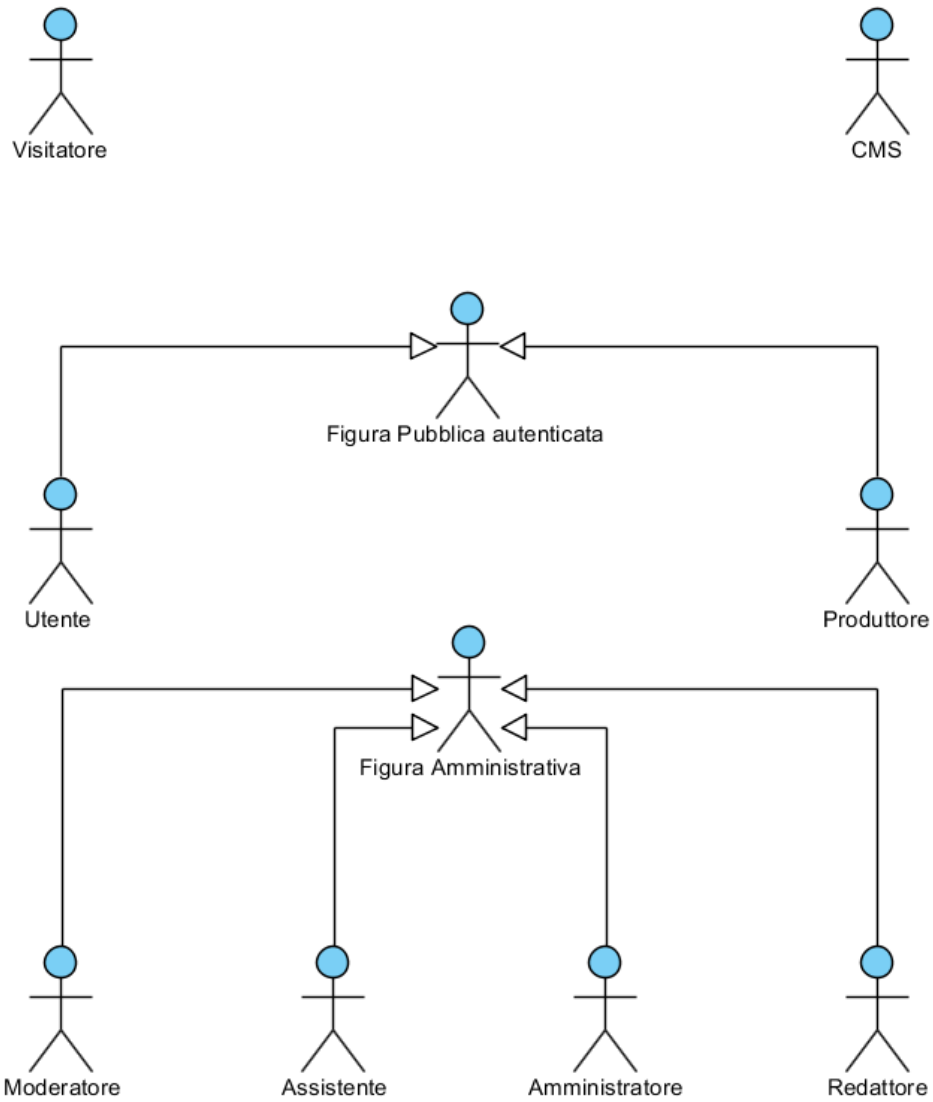 Visitatore
CMS
Figura Pubblica autenticata
Utente
Produttore
Figura Amministrativa
Moderatore
Assistente
Amministratore
Redattore